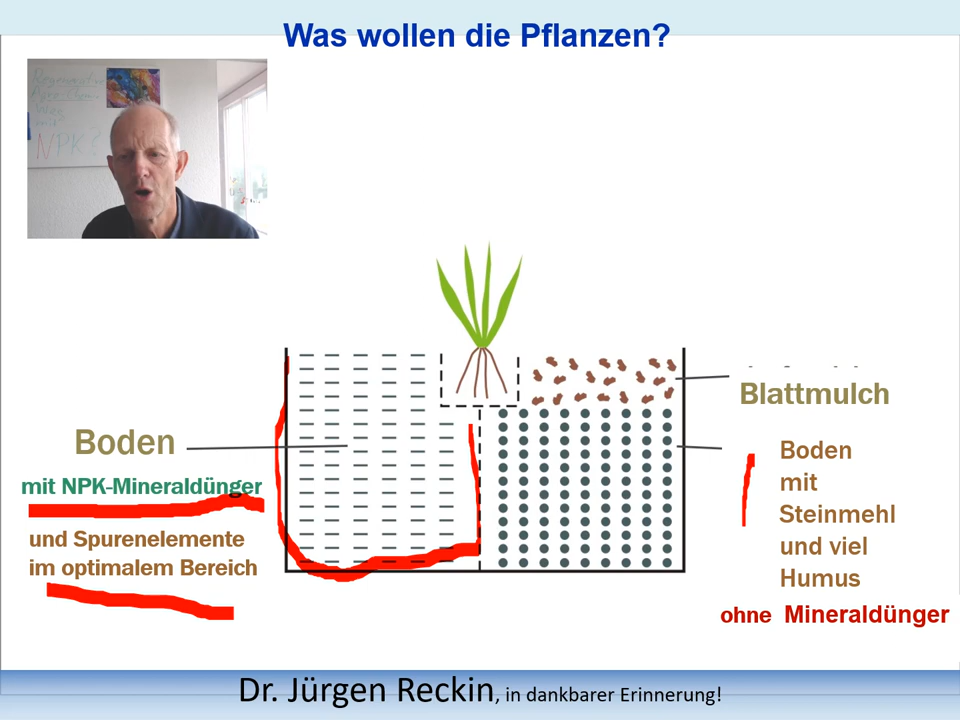 Was wollen die Pflanzen?
NPK?
Blattmulch
Boden
mit NPK-Mineraldünger
und Spurenelemente
im optimalem Bereich
Boden
mit
Steinmehl
und viel
Humus
ohne Mineraldünger
Dr. Jürgen Reckin, in dankbarer Erinnerung!